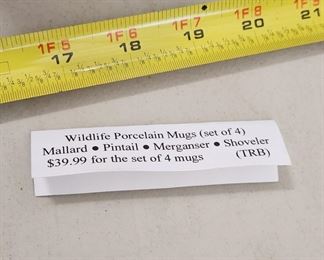 1F5 1F6 1F7 1F8 1F9
17 18 19 20 21
Wildlife Porcelain Mugs (set of 4)
Mallard ● Pintail ● Merganser ● Shoveler
$39.99 for the set of 4 mugs (TRB)